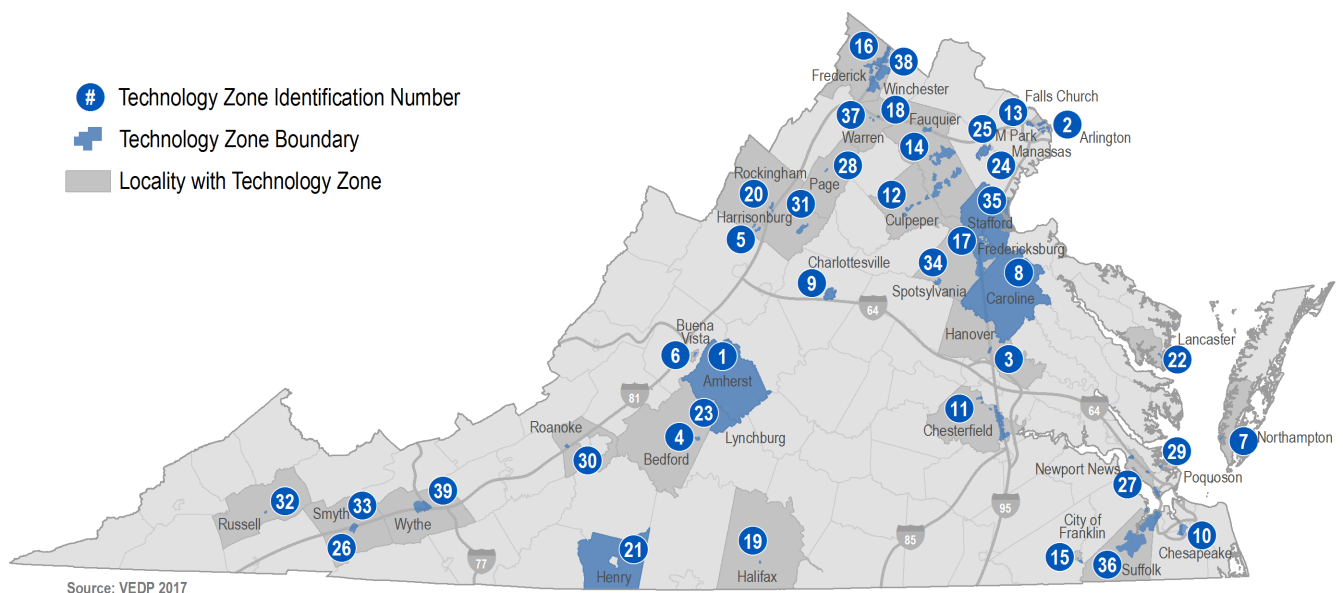 16
38
Frederick
Winchester
# Technology Zone Identification Number
Falls Church
37
18
13
Fauquier
25
2
Technology Zone Boundary
Warren
M Park
Arlington
14
Manassas
28
24
Locality with Technology Zone
Rockingham
Page
20
31
12
35
Harrisonburg
Culpeper
Stafford
5
17
Fredericksburg
Charlottesville
34
8
9
Spotsylvania
Caroline
64
Buena
Vista
Hanover
Lancaster
6
1
3
22
Amherst
81
23
11
64
Roanoke
4
Lynchburg
Chesterfield
7
Northampton
Bedford
30
29
Newport News
Poquoson
39
27
32
33
Smyth
95
Russell
Wythe
City of
Franklin
26
21
19
85
10
Chesapeake
77
15
36
Suffolk
Henry
Halifax
Source: VEDP 2017